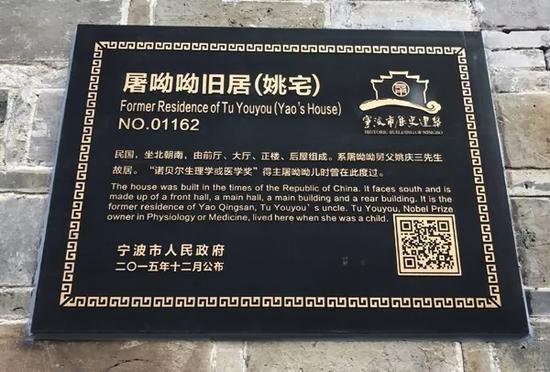 屠呦呦旧居(姚宅)
Former Residence of Tu Youyou (Yao's House)
NO.01162
宁波市历史建筑
HISTORIC BUILDINGS OF NINGBO
民国，坐北朝南，由前厅、大厅、正楼、后屋组成。系屠呦呦舅父姚庆三先生
故居。“诺贝尔生理学或医学奖”得主屠呦呦儿时曾在此度过。
The house was built in the times of the Republic of China. It faces south and is
made up of a front hall, a main hall, a main building and a rear building. It is the
former residence of Yao Qingsan, Tu Youyou's uncle. Tu Youyou, Nobel Prize
owner in Physiology or Medicine, lived here when she was a child.
宁波市人民政府
二〇一五年十二月公布